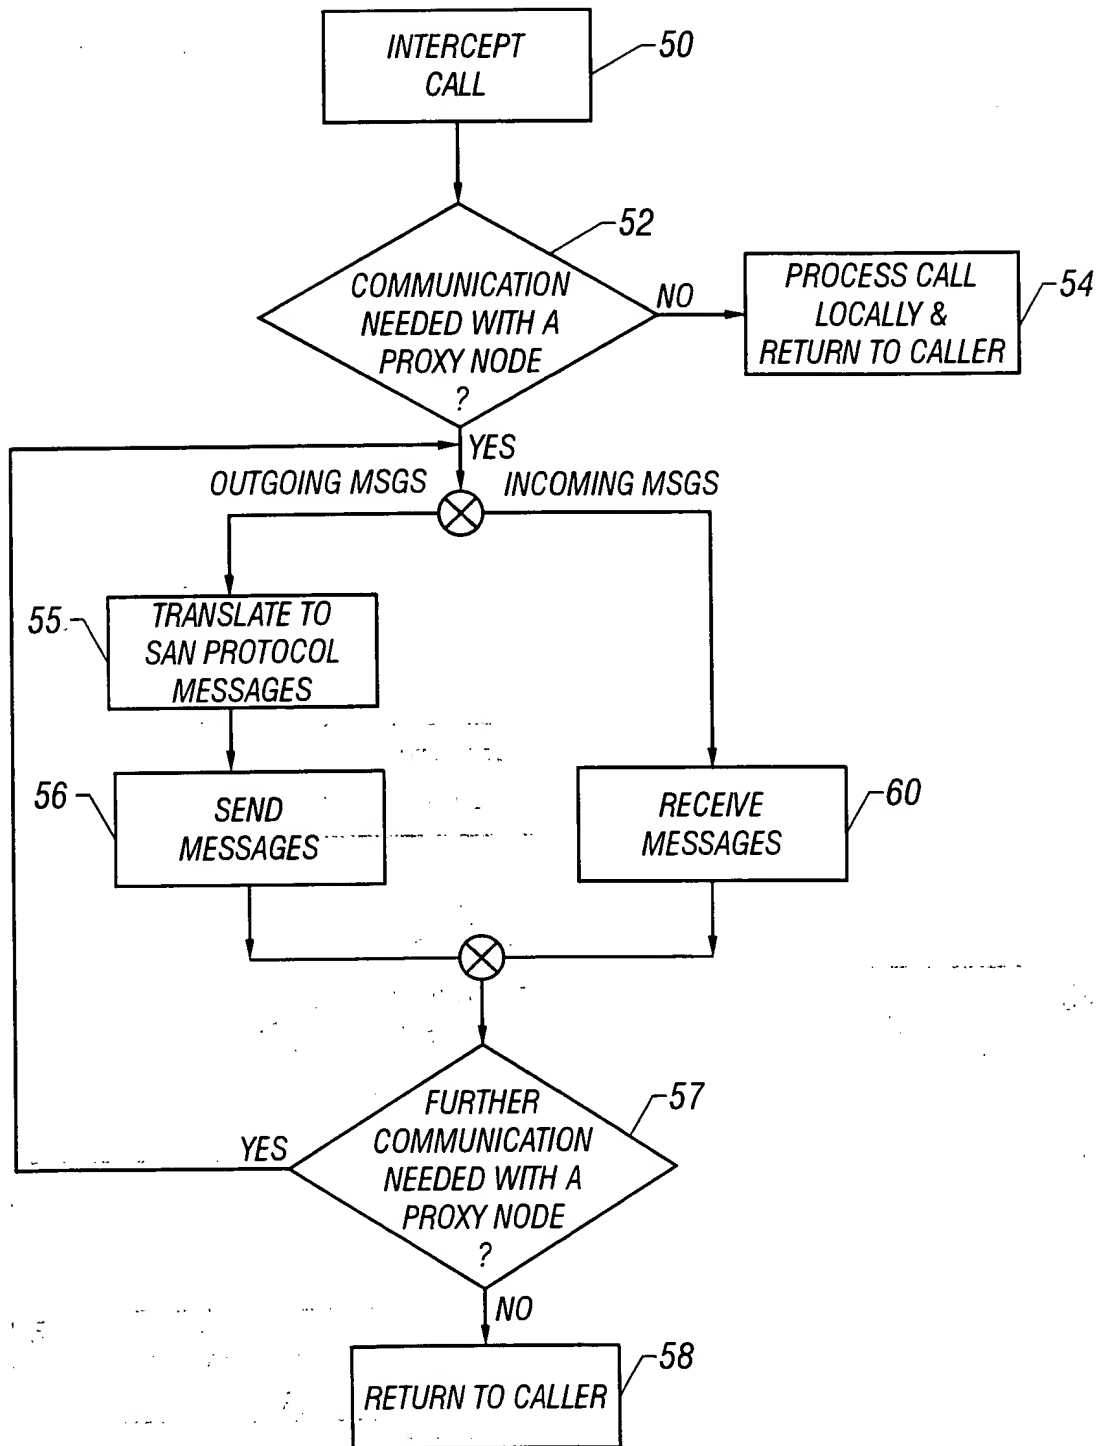 INTERCEPT
CALL
50
52
COMMUNICATION
NEEDED WITH A
PROXY NODE
?
NO
PROCESS CALL
LOCALLY &
RETURN TO CALLER
54
YES
OUTGOING MSGS
INCOMING MSGS
55
TRANSLATE TO
SAN PROTOCOL
MESSAGES
56
SEND
MESSAGES
RECEIVE
MESSAGES
60
57
FURTHER
COMMUNICATION
NEEDED WITH A
PROXY NODE
?
YES
NO
58
RETURN TO CALLER